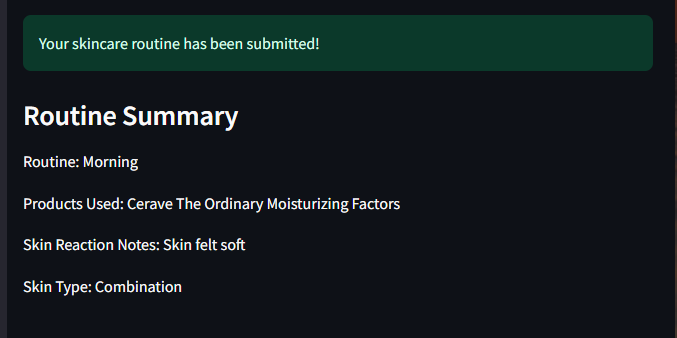 Your skincare routine has been submitted!
Routine Summary
Routine: Morning
Products Used: Cerave The Ordinary Moisturizing Factors
Skin Reaction Notes: Skin felt soft
Skin Type: Combination